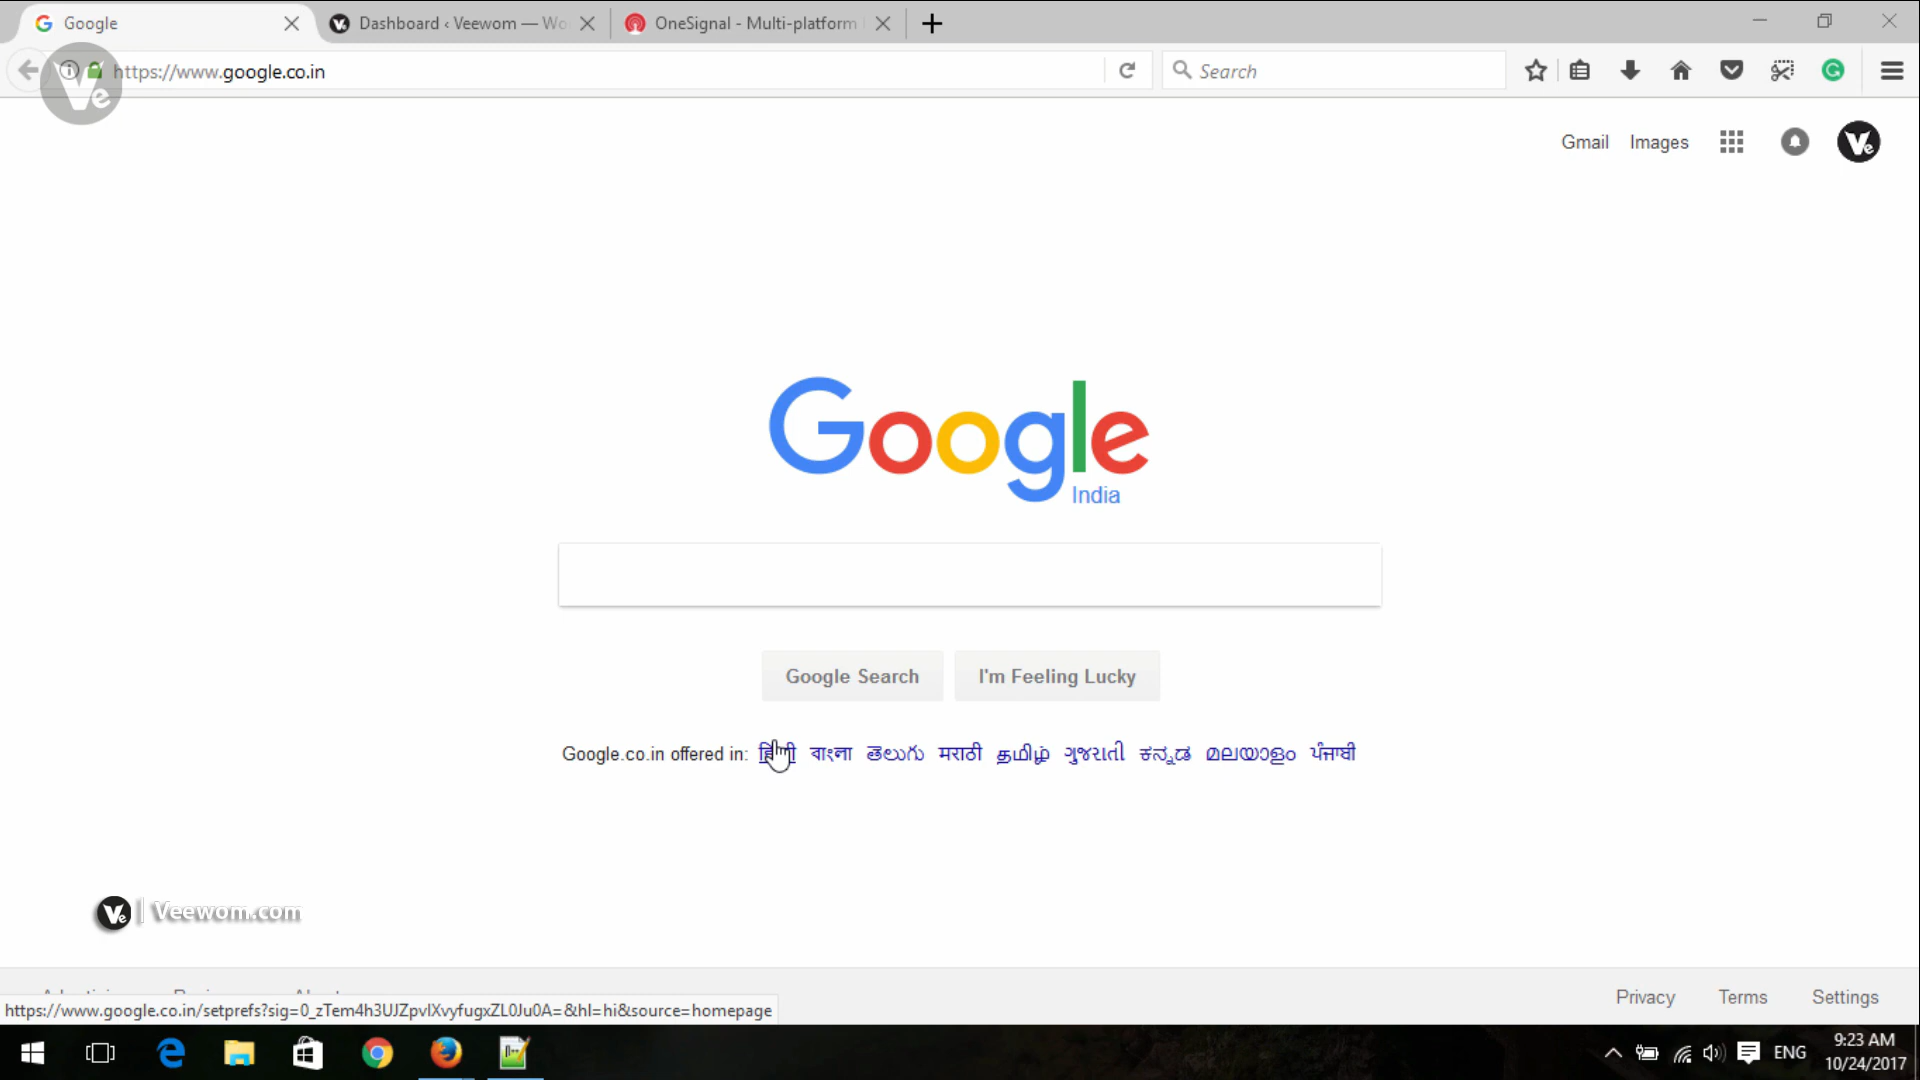 Google
Dashboard ‹ Veewom — Wo
OneSignal - Multi-platform
https://www.google.co.in
Search
Gmail Images
Google
India
Google Search
I'm Feeling Lucky
Google.co.in offered in: हिन्दी বাংলা తెలుగు मराठी தமிழ் ગુજરાતી ಕನ್ನಡ മലയാളം ਪੰਜਾਬੀ
Ve | Veewom.com
Privacy Terms Settings
https://www.google.co.in/setprefs?sig=0_zTem4h3UJZpvlXvyfugxZL0Ju0A=&hl=hi&source=homepage
ENG
9:23 AM
10/24/2017